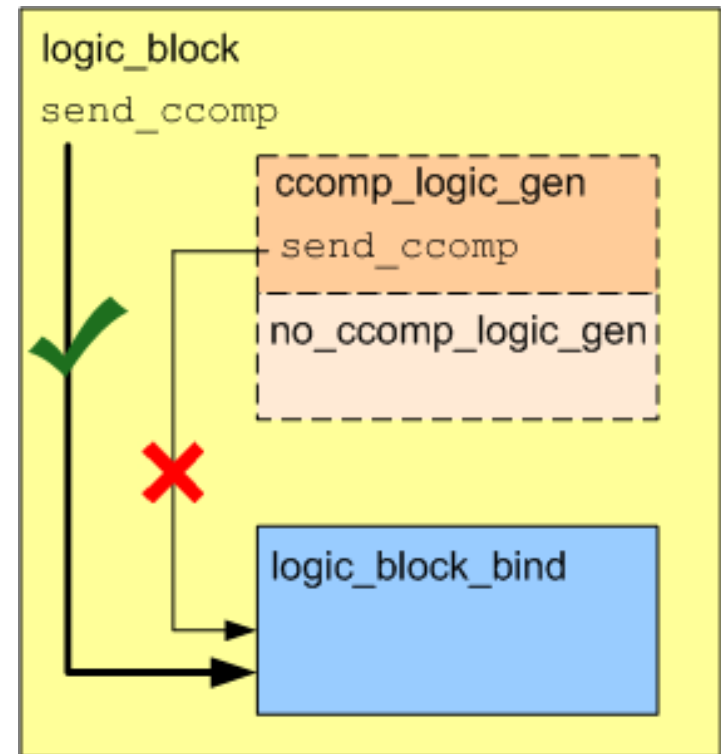 logic_block
send_ccomp
ccomp_logic_gen
send_ccomp
no_ccomp_logic_gen
logic_block_bind